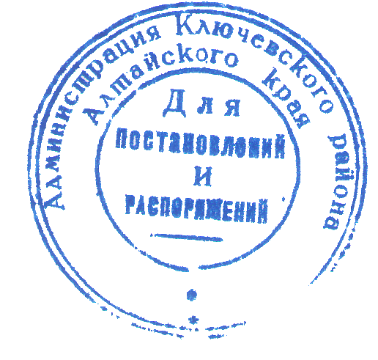 Администрация Ключевского района
Алтайского края
Для
постановлений
и
распоряжений